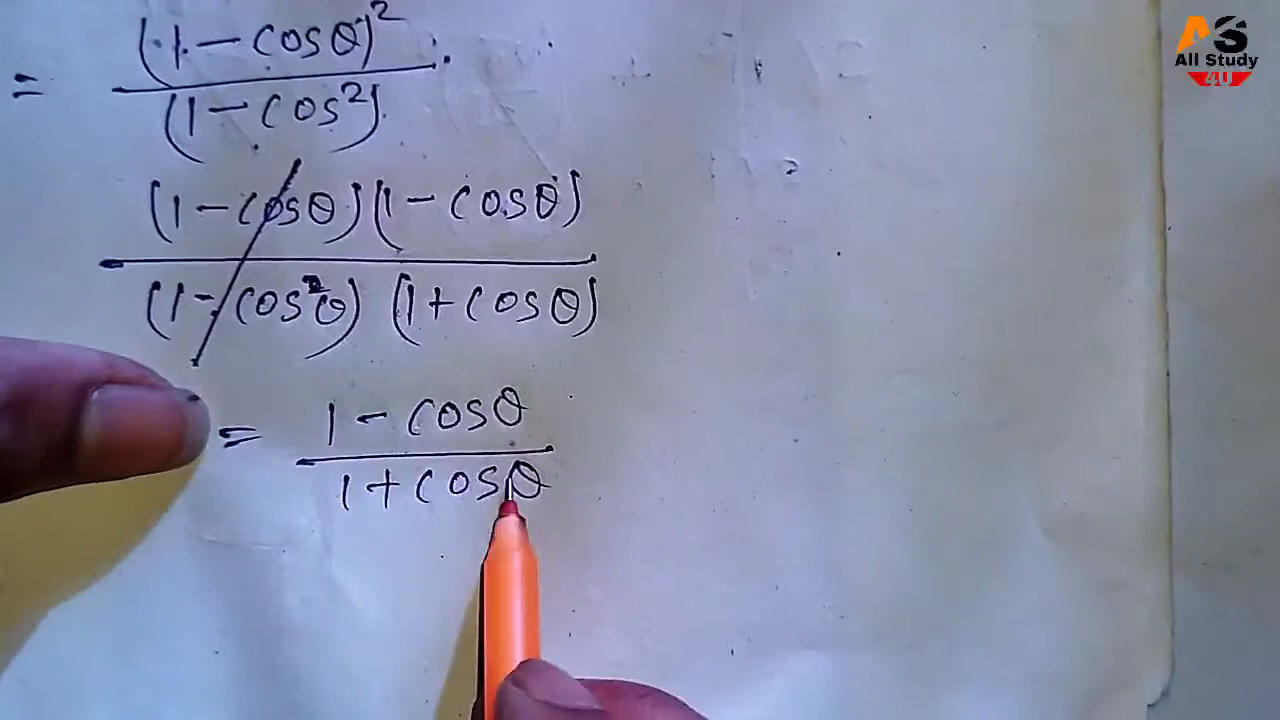 (1 - cosθ)²
= ─────
(1 - cos²)
(1 - cosθ)(1 - cosθ)
(1 - cos²θ) (1 + cosθ)
= 1 - cosθ
1 + cosθ
AS
All Study
4U